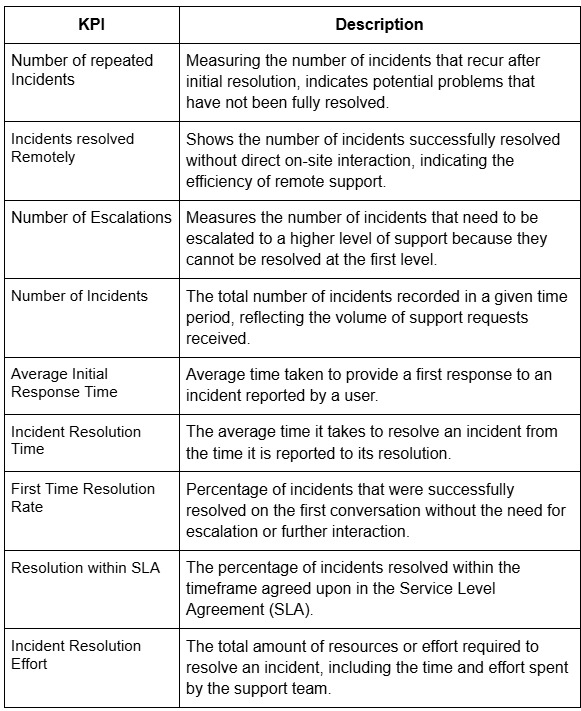 KPI Description
Number of repeated Incidents
Measuring the number of incidents that recur after
initial resolution, indicates potential problems that
have not been fully resolved.
Incidents resolved
Remotely
Shows the number of incidents successfully resolved
without direct on-site interaction, indicating the
efficiency of remote support.
Number of Escalations
Measures the number of incidents that need to be
escalated to a higher level of support because they
cannot be resolved at the first level.
Number of Incidents
The total number of incidents recorded in a given time
period, reflecting the volume of support requests
received.
Average Initial
Response Time
Average time taken to provide a first response to an
incident reported by a user.
Incident Resolution
Time
The average time it takes to resolve an incident from
the time it is reported to its resolution.
First Time Resolution
Rate
Percentage of incidents that were successfully
resolved on the first conversation without the need for
escalation or further interaction.
Resolution within SLA
The percentage of incidents resolved within the
timeframe agreed upon in the Service Level
Agreement (SLA).
Incident Resolution
Effort
The total amount of resources or effort required to
resolve an incident, including the time and effort spent
by the support team.